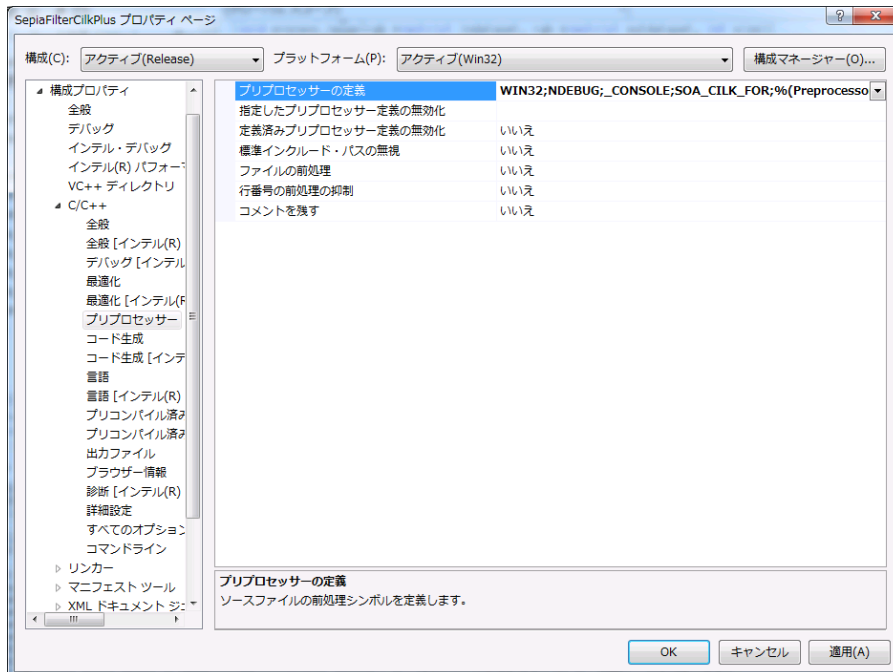 SepiaFilterCilkPlus プロパティ ページ
構成(C): アクティブ(Release) プラットフォーム(P): アクティブ(Win32) 構成マネージャー(O)...
構成プロパティ
全般
デバッグ
インテル・デバッグ
インテル(R) パフォーマ
VC++ ディレクトリ
C/C++
全般
全般 [インテル(R)
デバッグ [インテル
最適化
最適化 [インテル(R
プリプロセッサー
コード生成
コード生成 [インテ
言語
言語 [インテル(R)
プリコンパイル済み
プリコンパイル済み
出力ファイル
ブラウザー情報
診断 [インテル(R)
詳細設定
すべてのオプション
コマンドライン
リンカー
マニフェスト ツール
XML ドキュメント ジェ
プリプロセッサーの定義 WIN32;NDEBUG;_CONSOLE;SOA_CILK_FOR;%(Preprocesso
指定したプリプロセッサー定義の無効化
定義済みプリプロセッサー定義の無効化 いいえ
標準インクルード・パスの無視 いいえ
ファイルの前処理 いいえ
行番号の前処理の抑制 いいえ
コメントを残す いいえ
プリプロセッサーの定義
ソースファイルの前処理シンボルを定義します。
OK キャンセル 適用(A)